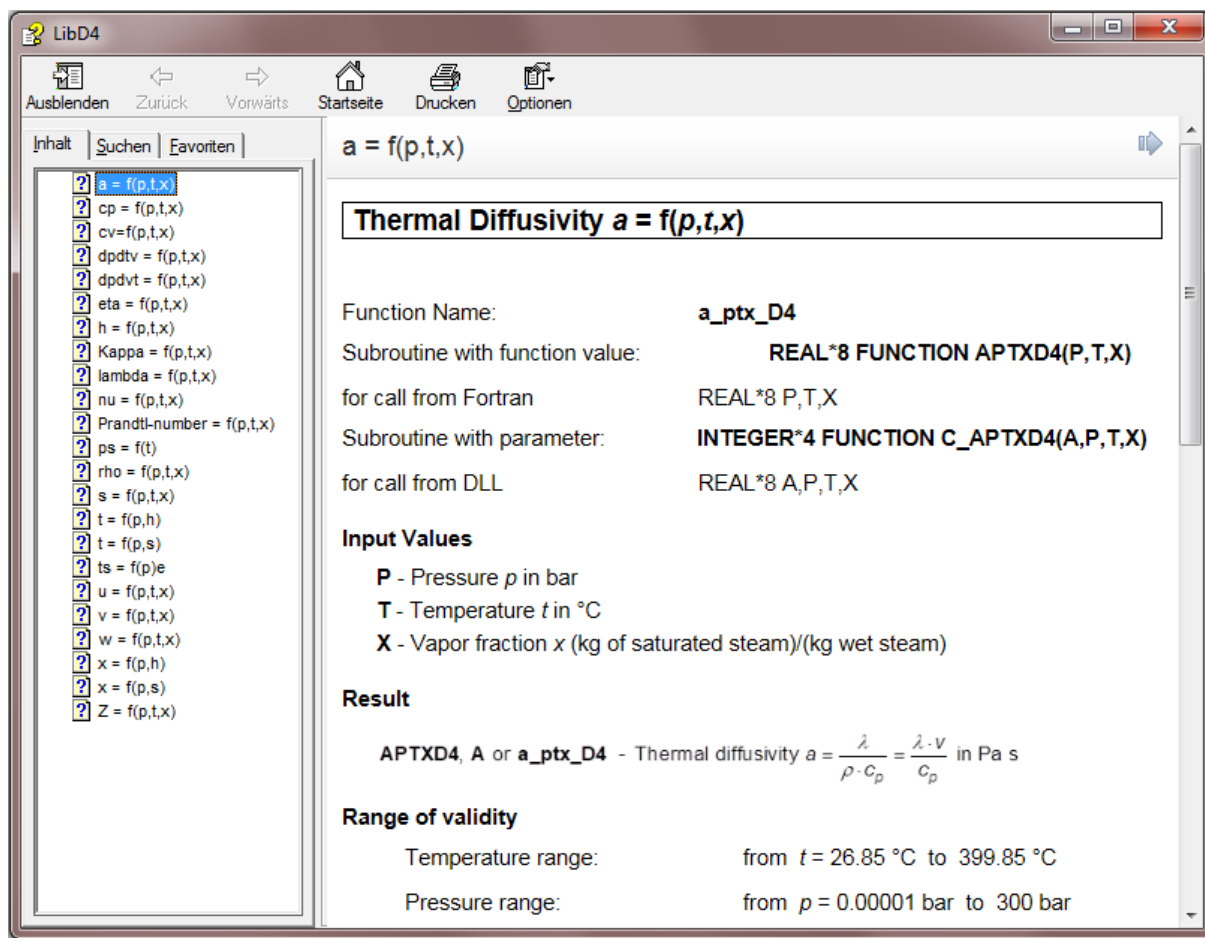 LibD4
Ausblenden Zurück Vorwärts Startseite Drucken Optionen
Inhalt Suchen Favoriten
a = f(p,t,x)
cp = f(p,t,x)
cv=f(p,t,x)
dpdtv = f(p,t,x)
dpdvt = f(p,t,x)
eta = f(p,t,x)
h = f(p,t,x)
Kappa = f(p,t,x)
lambda = f(p,t,x)
nu = f(p,t,x)
Prandtl-number = f(p,t,x)
ps = f(t)
rho = f(p,t,x)
s = f(p,t,x)
t = f(p,h)
t = f(p,s)
ts = f(p)e
u = f(p,t,x)
v = f(p,t,x)
w = f(p,t,x)
x = f(p,h)
x = f(p,s)
Z = f(p,t,x)
a = f(p,t,x)
Thermal Diffusivity a = f(p,t,x)
Function Name: a_ptx_D4
Subroutine with function value: REAL*8 FUNCTION APTXD4(P,T,X)
for call from Fortran REAL*8 P,T,X
Subroutine with parameter: INTEGER*4 FUNCTION C_APTXD4(A,P,T,X)
for call from DLL REAL*8 A,P,T,X
Input Values
P - Pressure p in bar
T - Temperature t in °C
X - Vapor fraction x (kg of saturated steam)/(kg wet steam)
Result
APTXD4, A or a_ptx_D4 - Thermal diffusivity a = λ / (ρ · c_p) = (λ · v) / c_p in Pa s
Range of validity
Temperature range: from t = 26.85 °C to 399.85 °C
Pressure range: from p = 0.00001 bar to 300 bar